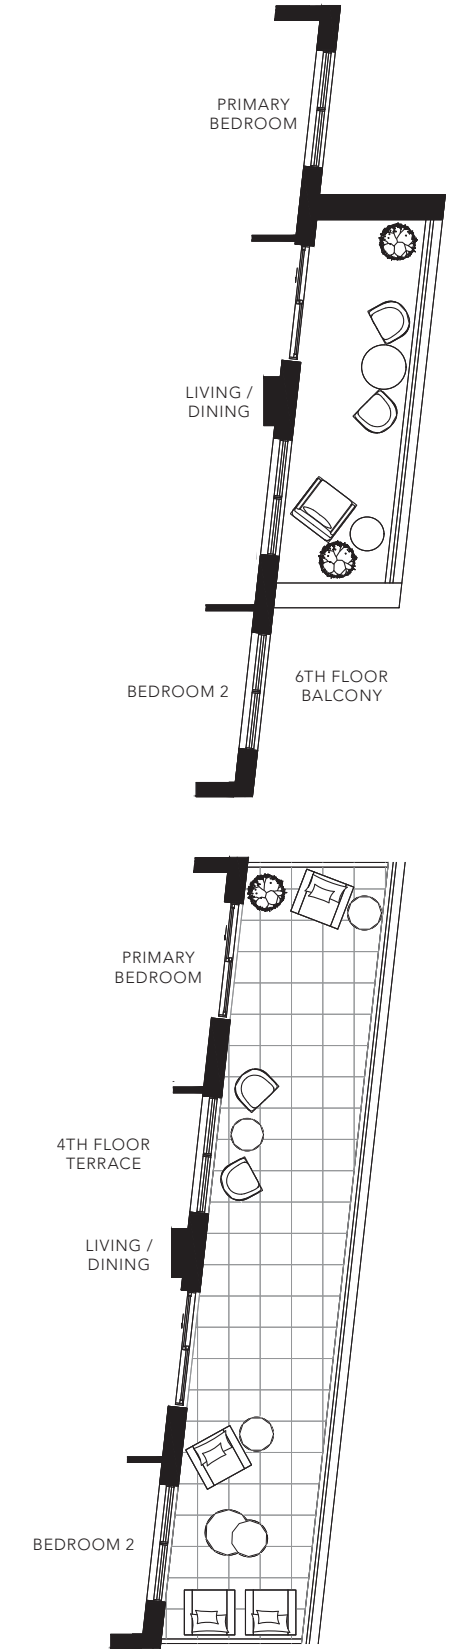 PRIMARY
BEDROOM
LIVING /
DINING
BEDROOM 2
6TH FLOOR
BALCONY
PRIMARY
BEDROOM
4TH FLOOR
TERRACE
LIVING /
DINING
BEDROOM 2